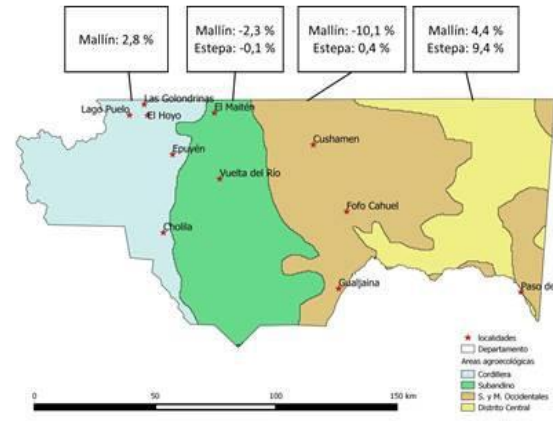 Mallín: 2,8 %
Mallín: -2,3 %
Estepa: -0,1 %
Mallín: -10,1 %
Estepa: 0,4 %
Mallín: 4,4 %
Estepa: 9,4 %
Las Golondrinas
Lago Puelo
El Hoyo
El Maitén
Cushamen
Epuyén
Vuelta del Río
Fofo Cahuel
Cholila
Gualjaina
Paso de
localidades
Departamento
Areas agroecológicas
Cordillera
Subandino
S. y M. Occidentales
Distrito Central
0 50 100 150 km